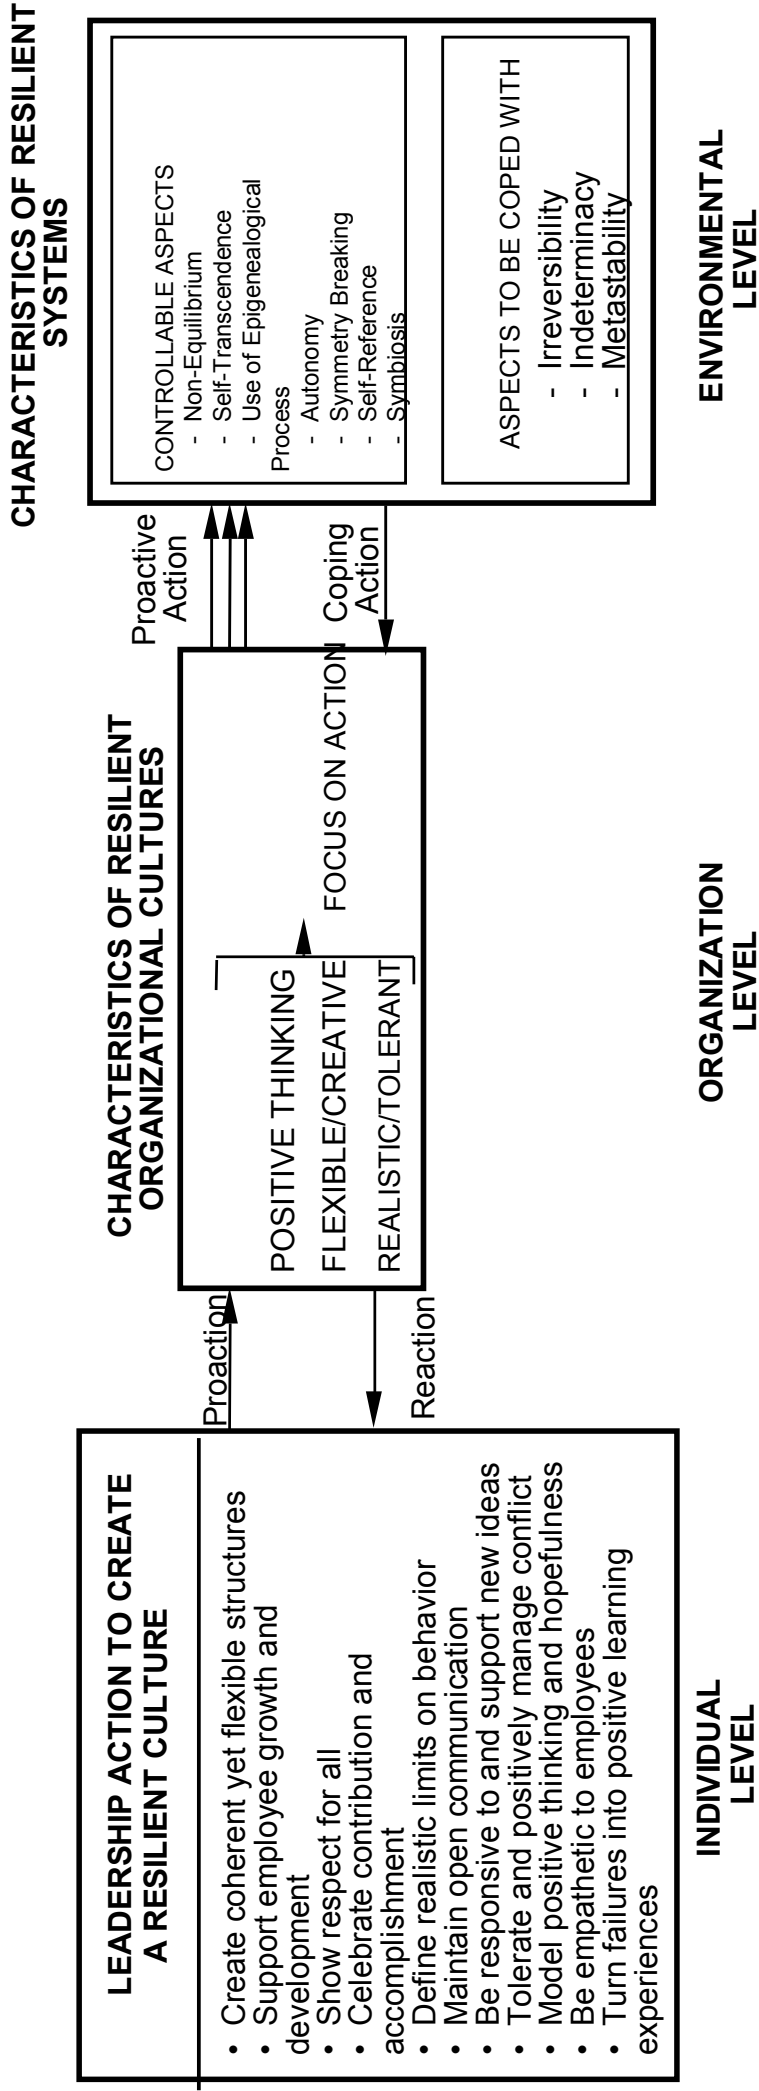 LEADERSHIP ACTION TO CREATE
A RESILIENT CULTURE
• Create coherent yet flexible structures
• Support employee growth and
development
• Show respect for all
• Celebrate contribution and
accomplishment
• Define realistic limits on behavior
• Maintain open communication
• Be responsive to and support new ideas
• Tolerate and positively manage conflict
• Model positive thinking and hopefulness
• Be empathetic to employees
• Turn failures into positive learning
experiences
INDIVIDUAL
LEVEL
Proaction
Reaction
CHARACTERISTICS OF RESILIENT
ORGANIZATIONAL CULTURES
POSITIVE THINKING
FLEXIBLE/CREATIVE
REALISTIC/TOLERANT
FOCUS ON ACTION
ORGANIZATION
LEVEL
Proactive
Action
Coping
Action
CHARACTERISTICS OF RESILIENT
SYSTEMS
CONTROLLABLE ASPECTS
- Non-Equilibrium
- Self-Transcendence
- Use of Epigenealogical
Process
- Autonomy
- Symmetry Breaking
- Self-Reference
- Symbiosis
ASPECTS TO BE COPED WITH
- Irreversibility
- Indeterminacy
- Metastability
ENVIRONMENTAL
LEVEL